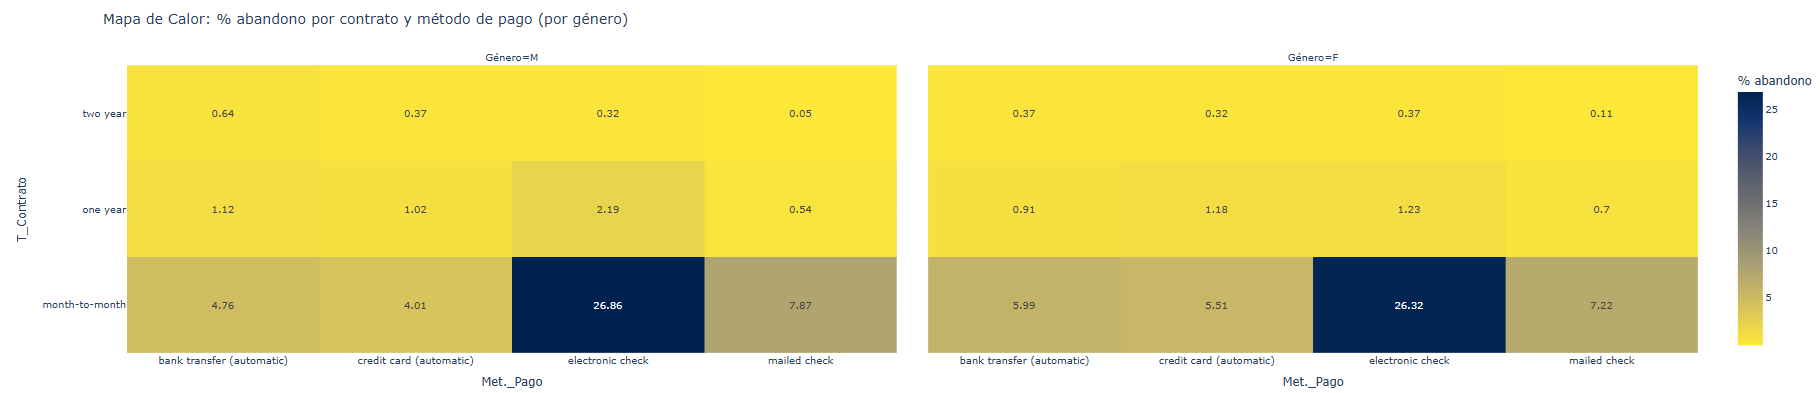 Mapa de Calor: % abandono por contrato y método de pago (por género)
Género=M
Género=F
% abandono
T_Contrato
two year
0.64 0.37 0.32 0.05
0.37 0.32 0.37 0.11
one year
1.12 1.02 2.19 0.54
0.91 1.18 1.23 0.7
month-to-month
4.76 4.01 26.86 7.87
5.99 5.51 26.32 7.22
bank transfer (automatic) credit card (automatic) electronic check mailed check
bank transfer (automatic) credit card (automatic) electronic check mailed check
Met._Pago
Met._Pago
25
20
15
10
5